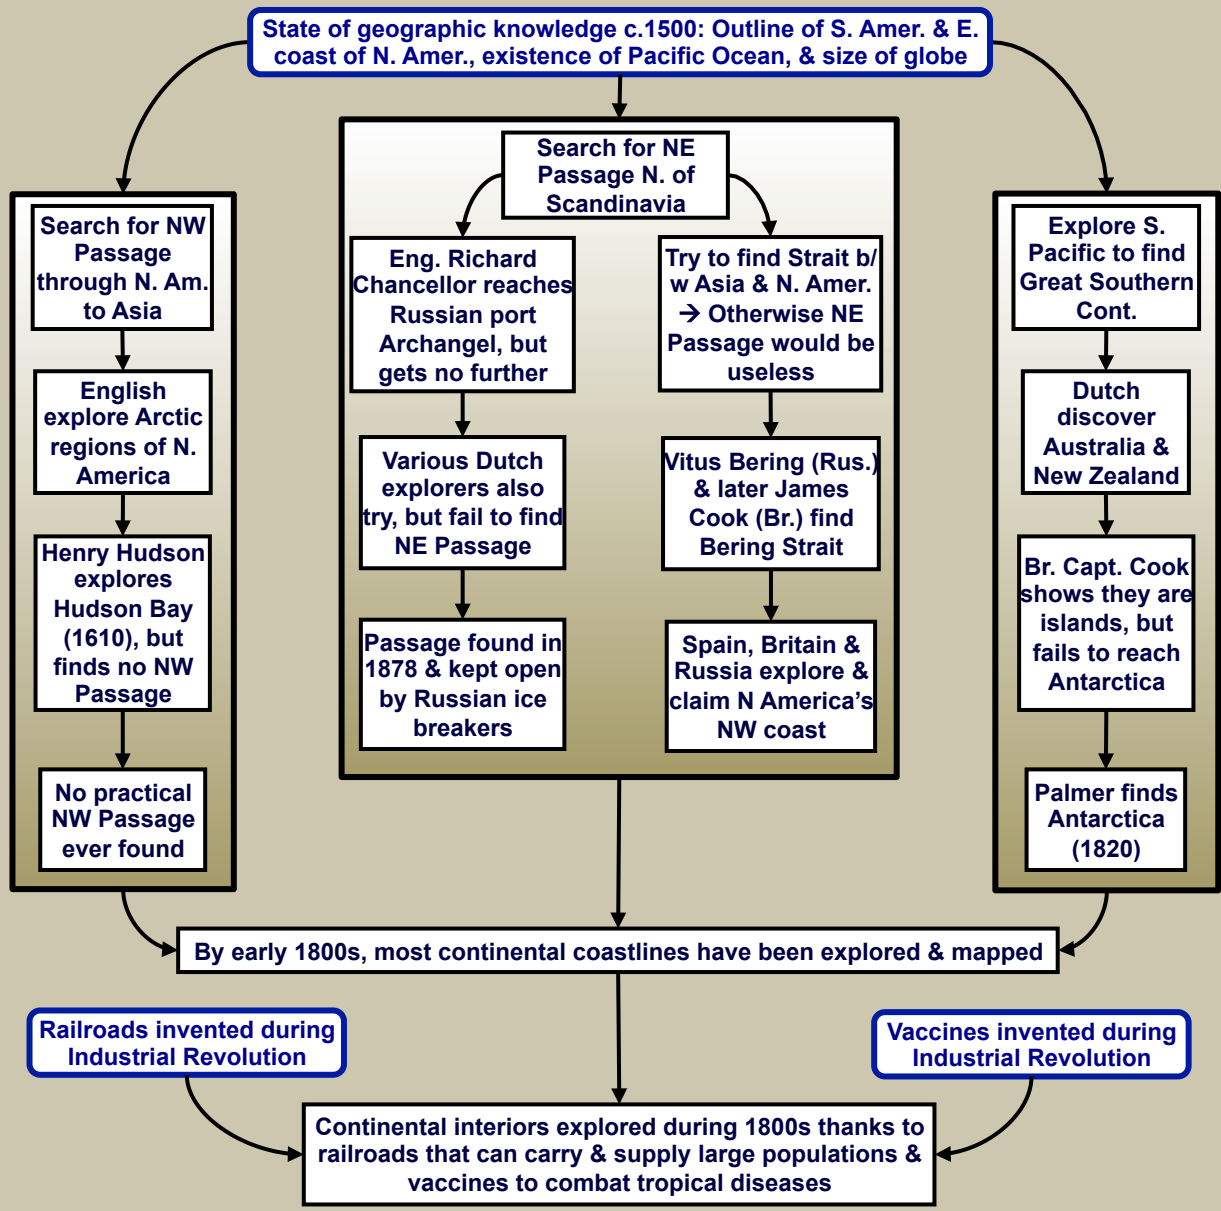 State of geographic knowledge c.1500: Outline of S. Amer. & E.
coast of N. Amer., existence of Pacific Ocean, & size of globe
Search for NW
Passage
through N. Am.
to Asia
English
explore Arctic
regions of N.
America
Henry Hudson
explores
Hudson Bay
(1610), but
finds no NW
Passage
No practical
NW Passage
ever found
Search for NE
Passage N. of
Scandinavia
Eng. Richard
Chancellor reaches
Russian port
Archangel, but
gets no further
Various Dutch
explorers also
try, but fail to find
NE Passage
Passage found in
1878 & kept open
by Russian ice
breakers
Try to find Strait b/
w Asia & N. Amer.
→ Otherwise NE
Passage would be
useless
Vitus Bering (Rus.)
& later James
Cook (Br.) find
Bering Strait
Spain, Britain &
Russia explore &
claim N America’s
NW coast
Explore S.
Pacific to find
Great Southern
Cont.
Dutch
discover
Australia &
New Zealand
Br. Capt. Cook
shows they are
islands, but
fails to reach
Antarctica
Palmer finds
Antarctica
(1820)
By early 1800s, most continental coastlines have been explored & mapped
Railroads invented during
Industrial Revolution
Vaccines invented during
Industrial Revolution
Continental interiors explored during 1800s thanks to
railroads that can carry & supply large populations &
vaccines to combat tropical diseases